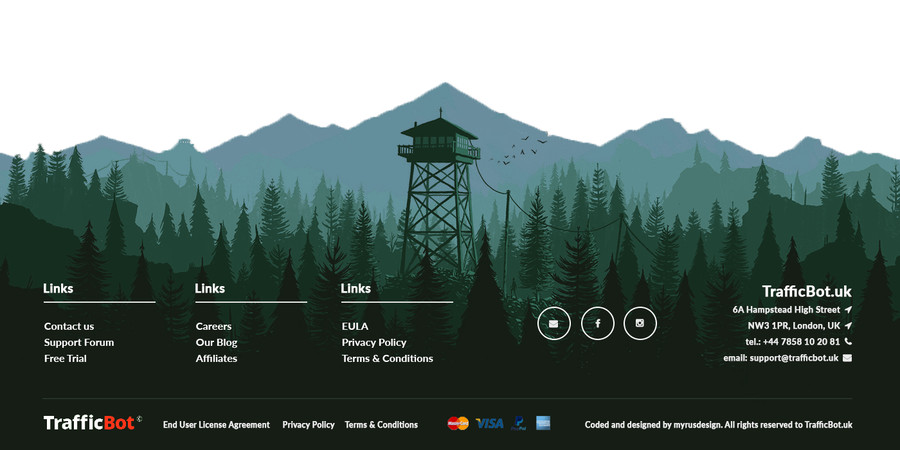 Links
Contact us
Support Forum
Free Trial
Links
Careers
Our Blog
Affiliates
Links
EULA
Privacy Policy
Terms & Conditions
TrafficBot.uk
6A Hampstead High Street
NW3 1PR, London, UK
tel.: +44 7858 10 20 81
email: support@trafficbot.uk
TrafficBot ©
End User License Agreement
Privacy Policy
Terms & Conditions
MasterCard
VISA
PayPal
Coded and designed by myrusdesign. All rights reserved to TrafficBot.uk